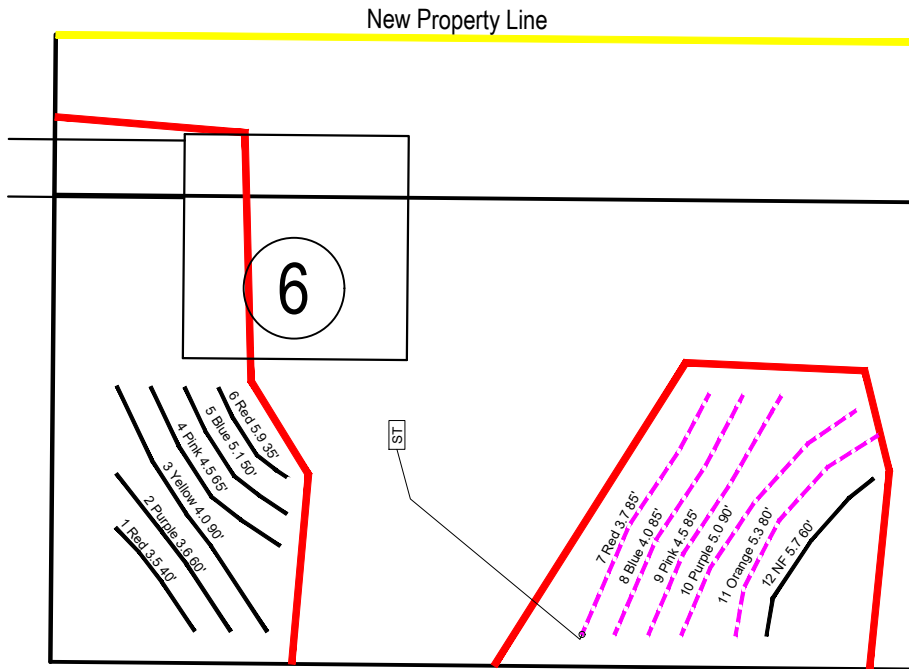 New Property Line
6
6 Red 5.9 35'
5 Blue 5.1 50'
4 Pink 4.5 65'
3 Yellow 4.0 90'
2 Purple 3.6 60'
1 Red 3.5 40'
ST
7 Red 3.7 85'
8 Blue 4.0 85'
9 Pink 4.5 85'
10 Purple 5.0 90'
11 Orange 5.3 80'
12 NF 5.7 60'